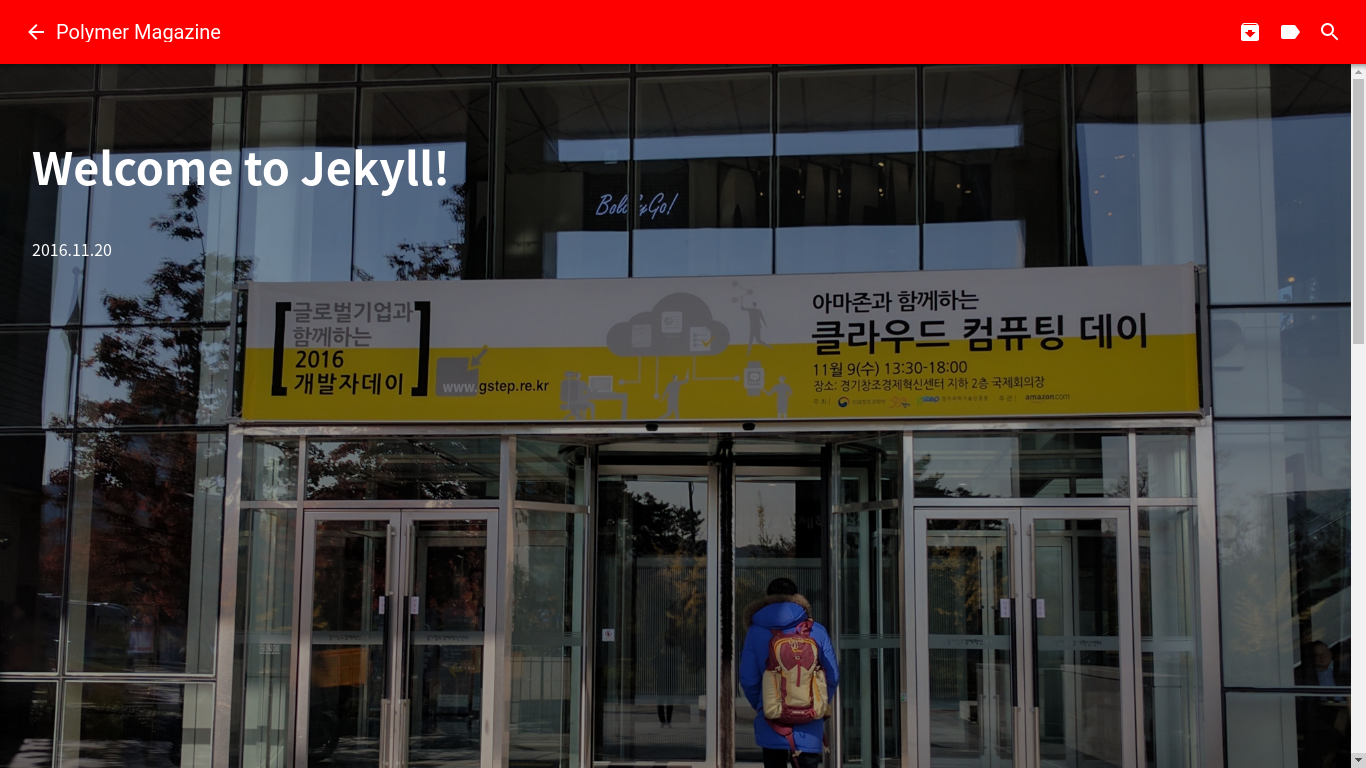 Polymer Magazine
Welcome to Jekyll!
2016.11.20
글로벌기업과
함께하는
2016
개발자데이
www.gstep.re.kr
아마존과 함께하는
클라우드 컴퓨팅 데이
11월 9(수) 13:30-18:00
장소: 경기창조경제혁신센터 지하 2층 국제회의장
주최|
주관|
amazon.com